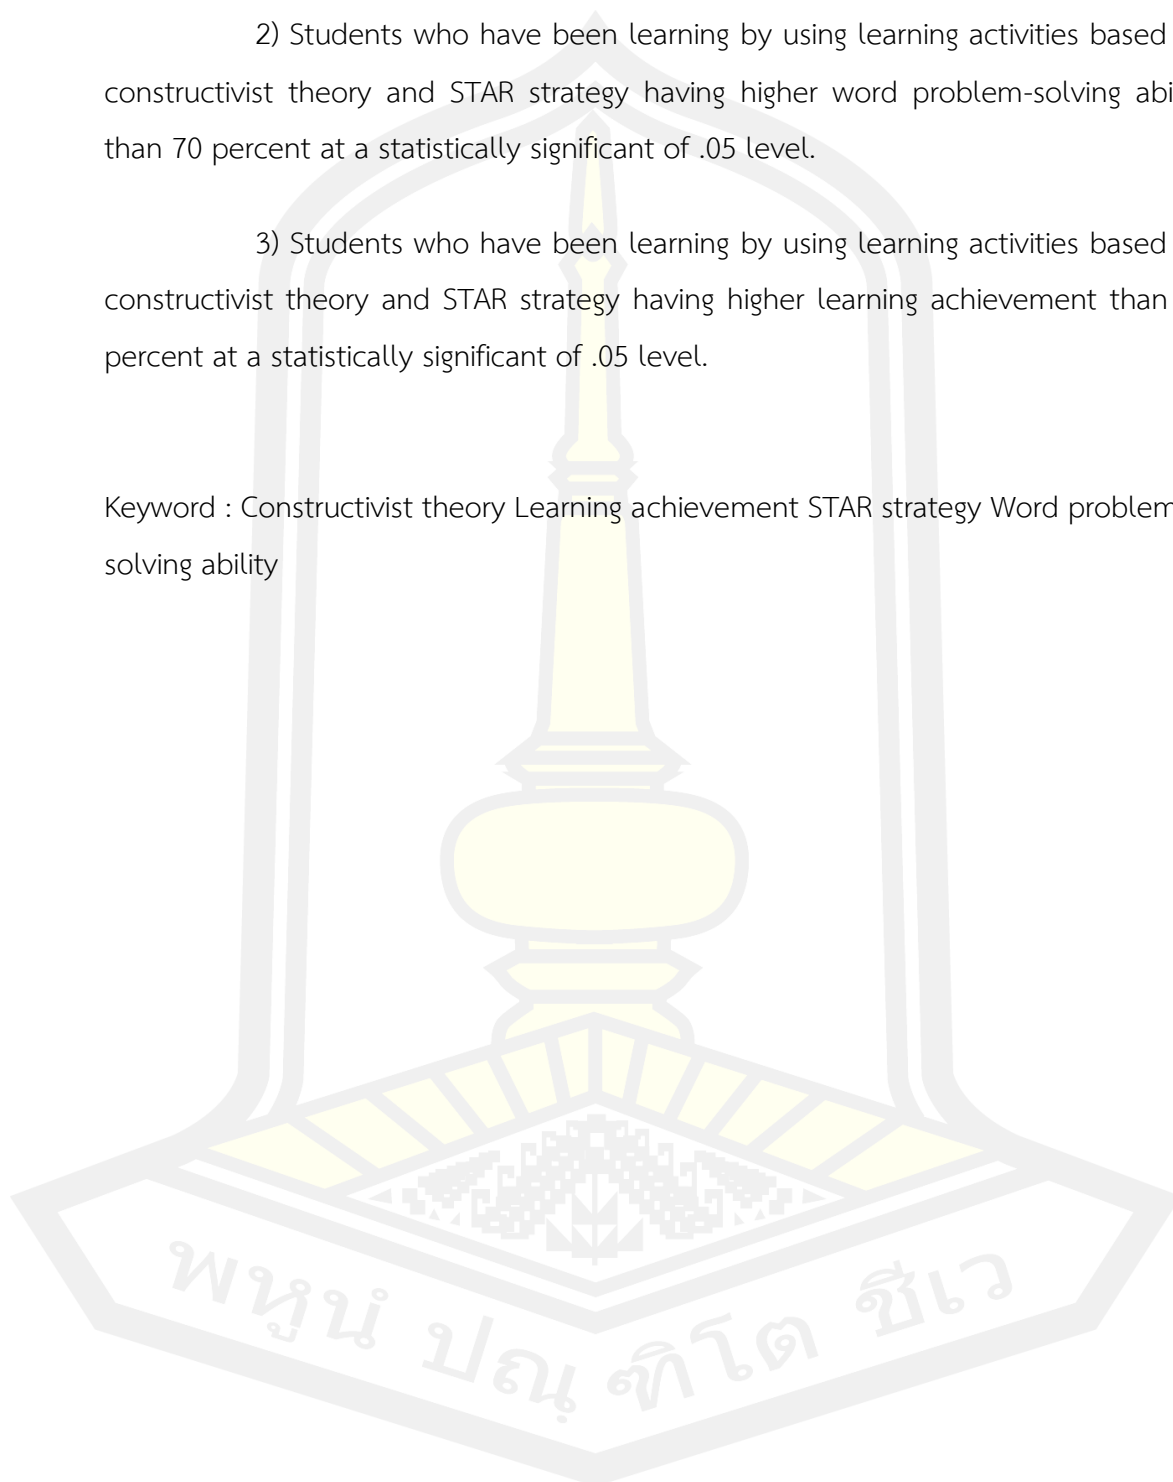 2) Students who have been learning by using learning activities based
constructivist theory and STAR strategy having higher word problem-solving abi
than 70 percent at a statistically significant of .05 level.
3) Students who have been learning by using learning activities based
constructivist theory and STAR strategy having higher learning achievement than
percent at a statistically significant of .05 level.
Keyword : Constructivist theory Learning achievement STAR strategy Word problem
solving ability
พหูนํ ปณฺฑิโต ชีเว